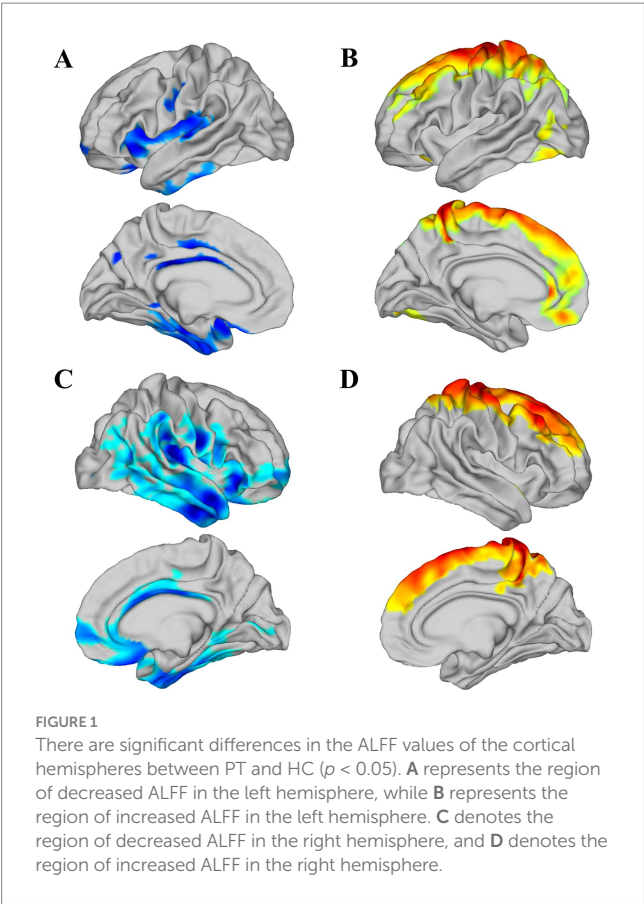 A
B
C
D
FIGURE 1
There are significant differences in the ALFF values of the cortical
hemispheres between PT and HC (p < 0.05). A represents the region
of decreased ALFF in the left hemisphere, while B represents the
region of increased ALFF in the left hemisphere. C denotes the
region of decreased ALFF in the right hemisphere, and D denotes the
region of increased ALFF in the right hemisphere.